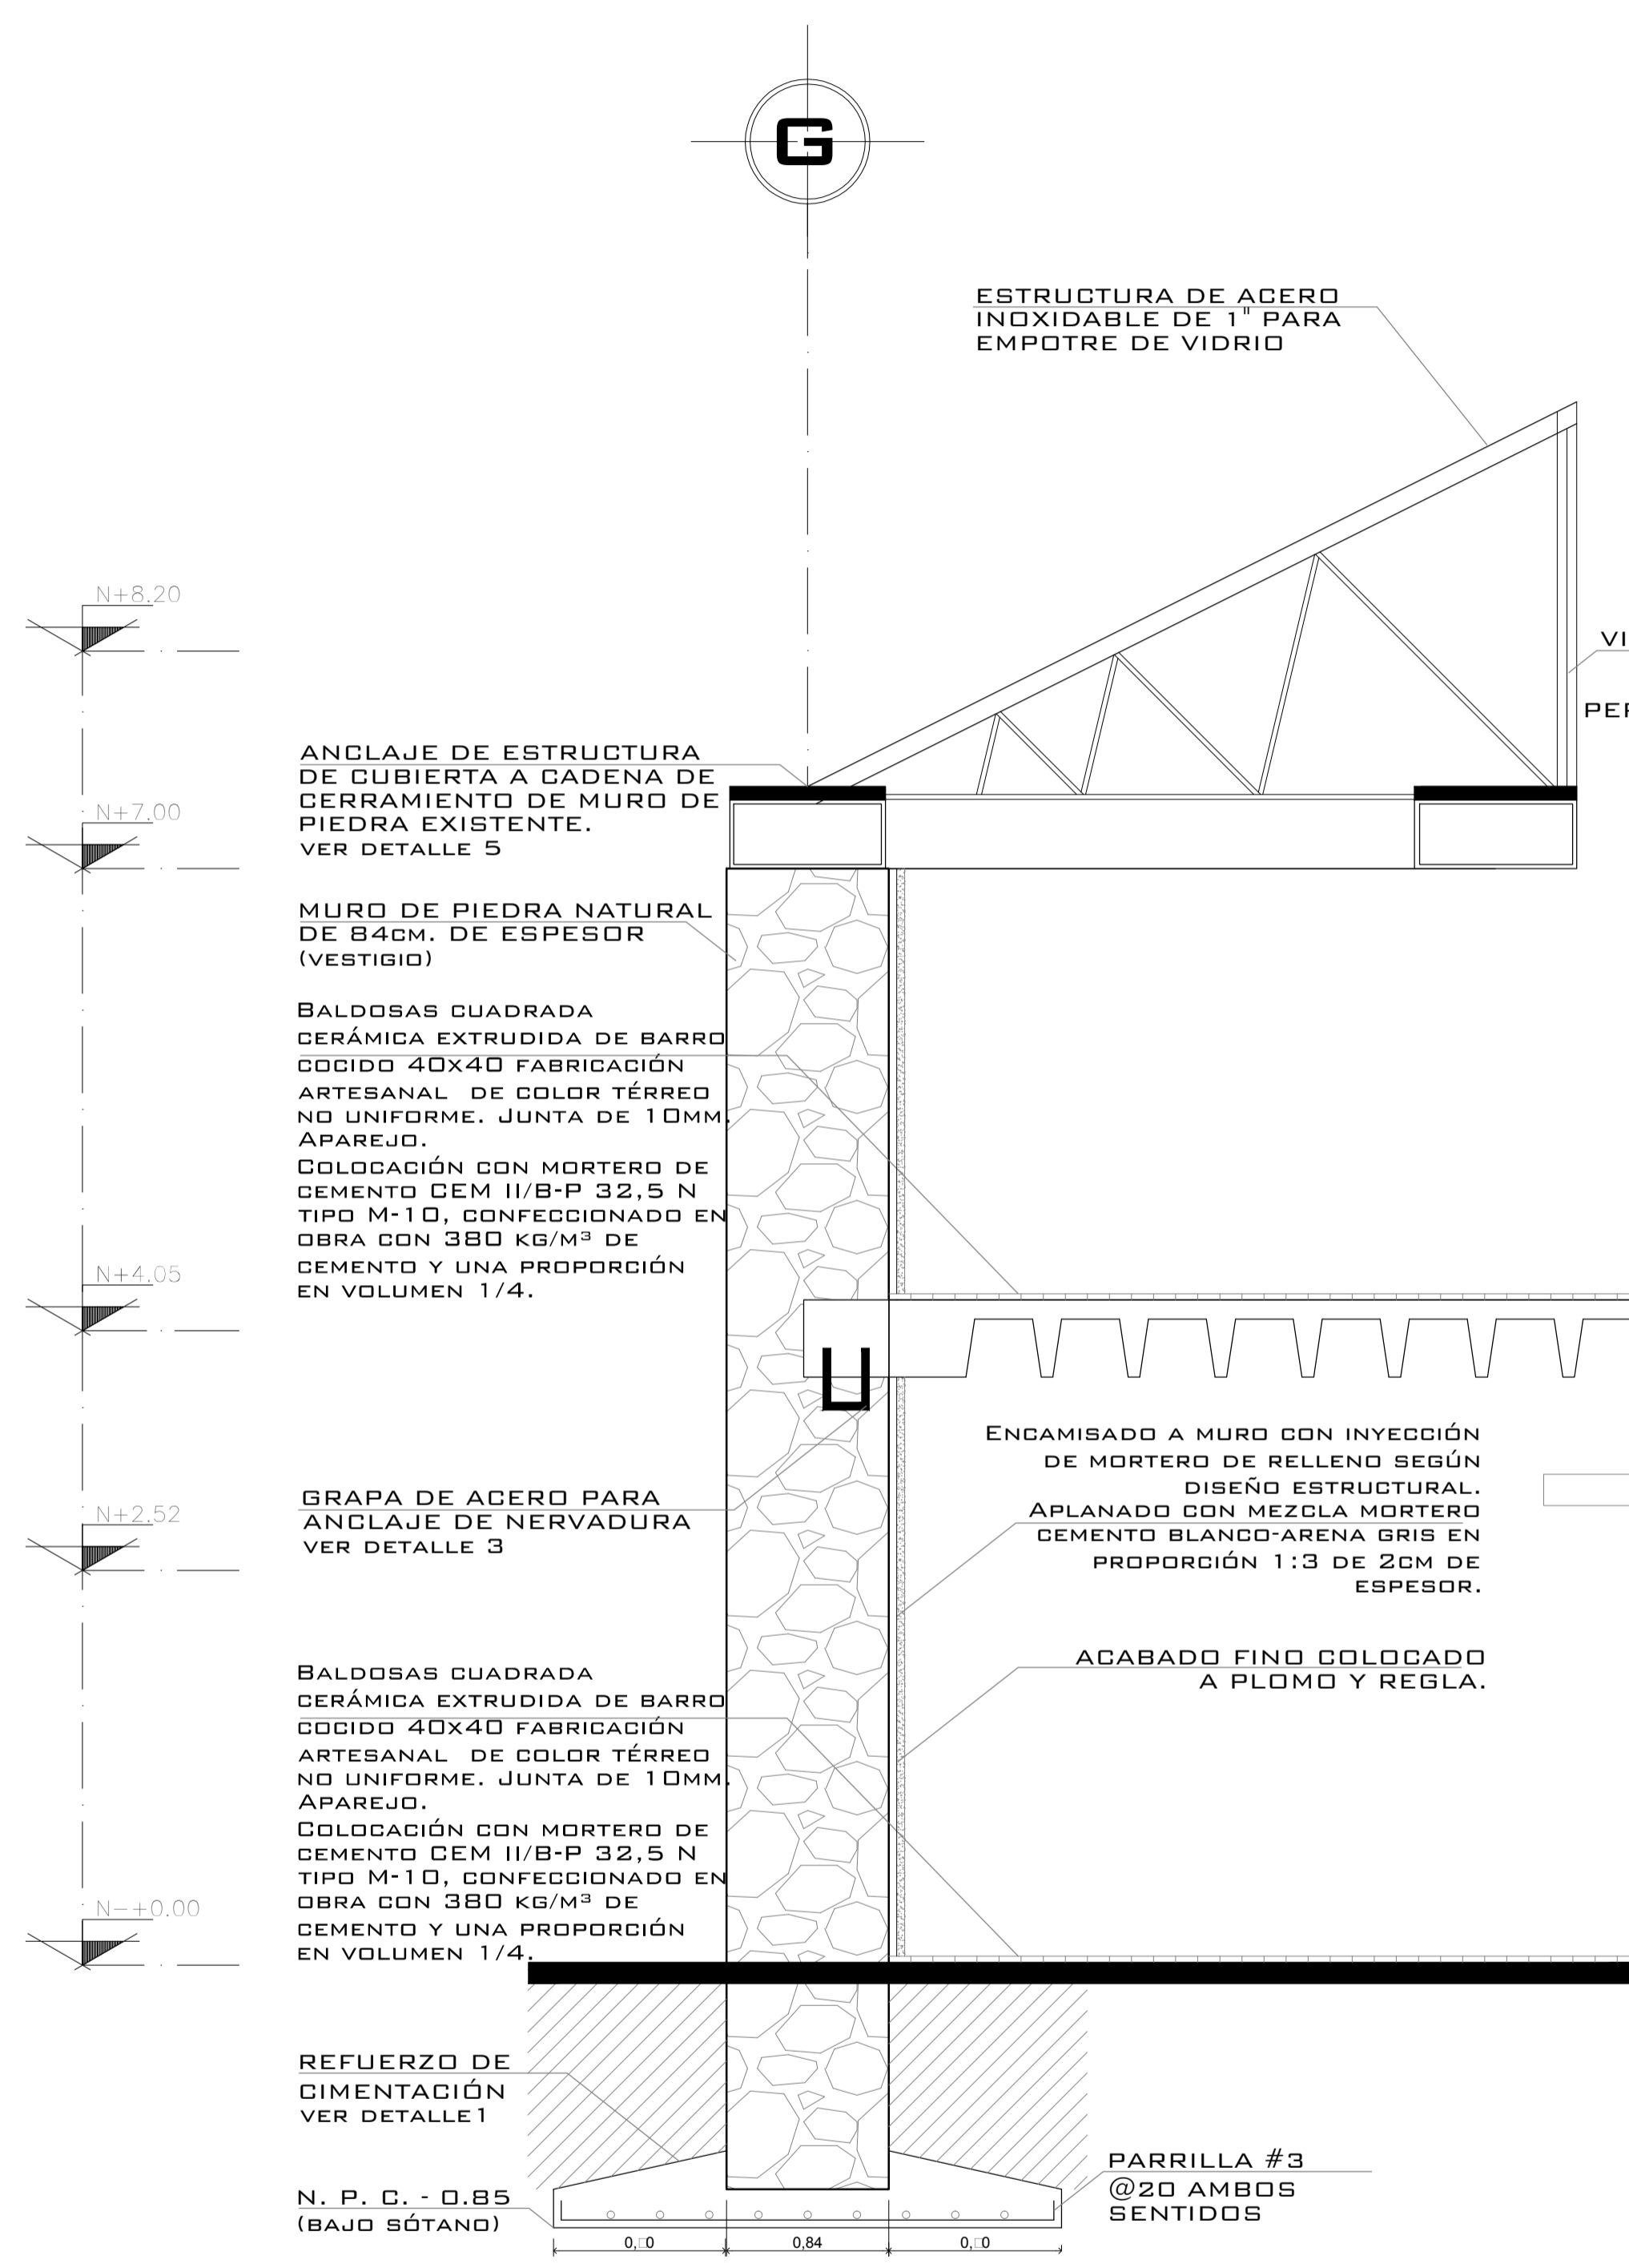 G
ESTRUCTURA DE ACERO
INOXIDABLE DE 1" PARA
EMPOTRE DE VIDRIO
N+8.20
N+7.00
ANCLAJE DE ESTRUCTURA
DE CUBIERTA A CADENA DE
CERRAMIENTO DE MURO DE
PIEDRA EXISTENTE.
VER DETALLE 5
MURO DE PIEDRA NATURAL
DE 84CM. DE ESPESOR
(VESTIGIO)
BALDOSAS CUADRADA
CERÁMICA EXTRUDIDA DE BARRO
COCIDO 40X40 FABRICACIÓN
ARTESANAL DE COLOR TÉRREO
NO UNIFORME. JUNTA DE 10MM.
APAREJO.
COLOCACIÓN CON MORTERO DE
CEMENTO CEM II/B-P 32,5 N
TIPO M-10, CONFECCIONADO EN
OBRA CON 380 KG/M³ DE
CEMENTO Y UNA PROPORCIÓN
EN VOLUMEN 1/4.
N+4.05
ENCAMISADO A MURO CON INYECCIÓN
DE MORTERO DE RELLENO SEGÚN
DISEÑO ESTRUCTURAL.
APLANADO CON MEZCLA MORTERO
CEMENTO BLANCO-ARENA GRIS EN
PROPORCIÓN 1:3 DE 2CM DE
ESPESOR.
GRAPA DE ACERO PARA
ANCLAJE DE NERVADURA
VER DETALLE 3
N+2.52
ACABADO FINO COLOCADO
A PLOMO Y REGLA.
BALDOSAS CUADRADA
CERÁMICA EXTRUDIDA DE BARRO
COCIDO 40X40 FABRICACIÓN
ARTESANAL DE COLOR TÉRREO
NO UNIFORME. JUNTA DE 10MM.
APAREJO.
COLOCACIÓN CON MORTERO DE
CEMENTO CEM II/B-P 32,5 N
TIPO M-10, CONFECCIONADO EN
OBRA CON 380 KG/M³ DE
CEMENTO Y UNA PROPORCIÓN
EN VOLUMEN 1/4.
N-+0.00
REFUERZO DE
CIMENTACIÓN
VER DETALLE1
N. P. C. - 0.85
(BAJO SÓTANO)
PARRILLA #3
@20 AMBOS
SENTIDOS
0,□0
0,84
0,□0